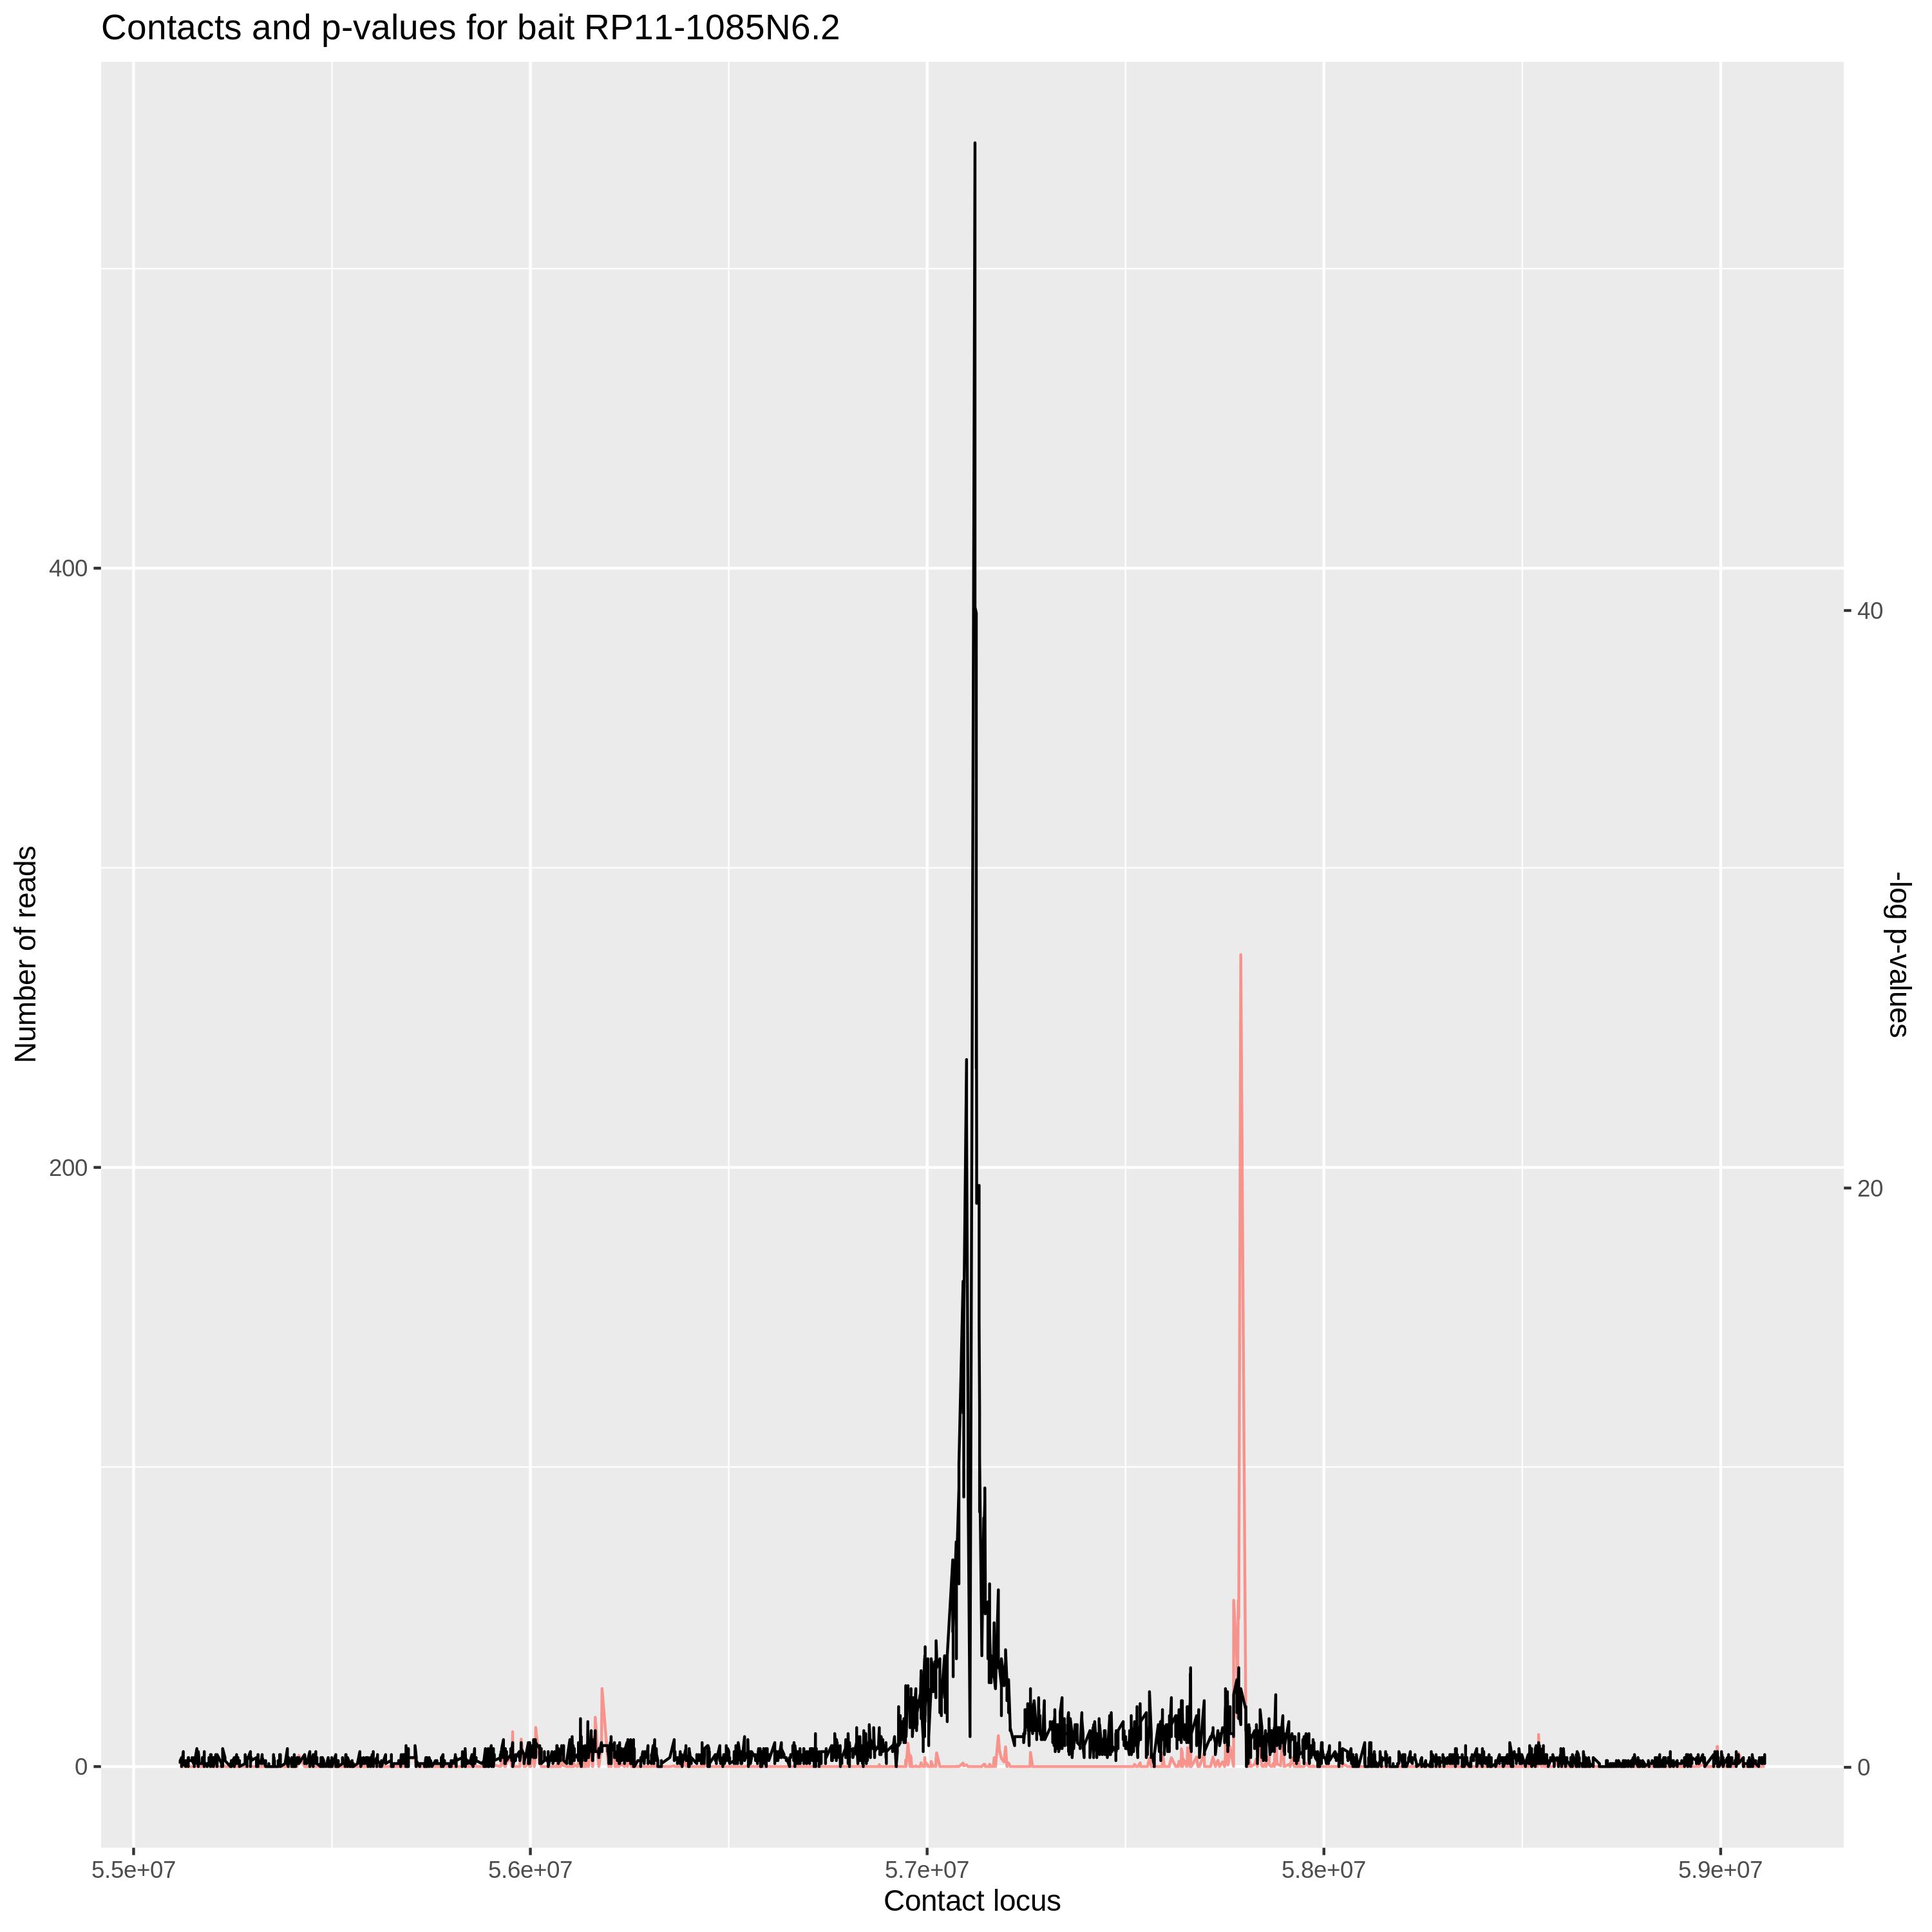 Contacts and p-values for bait RP11-1085N6.2
Number of reads
400
200
0
40
20
0
-log p-values
5.5e+07
5.6e+07
5.7e+07
5.8e+07
5.9e+07
Contact locus